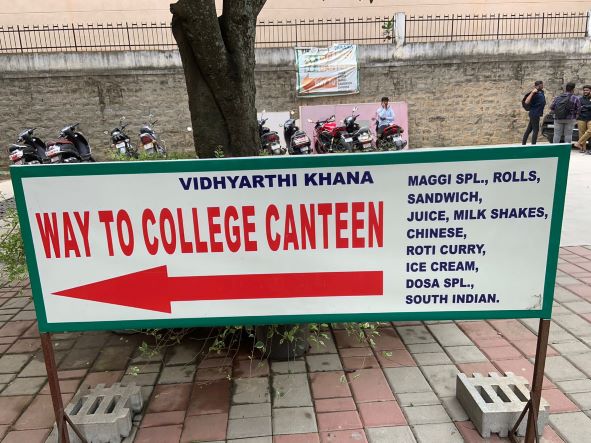 VIDHYARTHI KHANA
WAY TO COLLEGE CANTEEN
MAGGI SPL., ROLLS,
SANDWICH,
JUICE, MILK SHAKES,
CHINESE,
ROTI CURRY,
ICE CREAM,
DOSA SPL.,
SOUTH INDIAN.